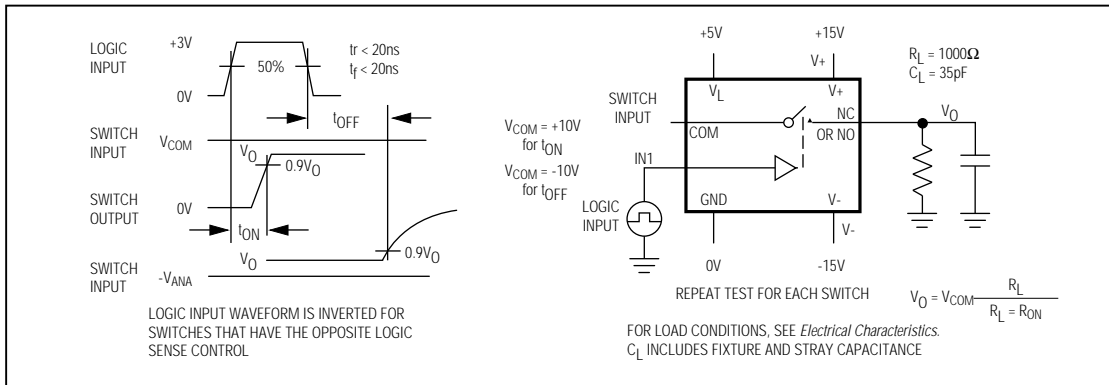 LOGIC
INPUT
+3V
0V
50%
tr < 20ns
tf < 20ns
tOFF
SWITCH
INPUT
VCOM
VO
0.9VO
SWITCH
OUTPUT
0V
tON
VO
0.9VO
SWITCH
INPUT
-VANA
LOGIC INPUT WAVEFORM IS INVERTED FOR
SWITCHES THAT HAVE THE OPPOSITE LOGIC
SENSE CONTROL
+5V
+15V
V+
RL = 1000Ω
CL = 35pF
VL
V+
SWITCH
INPUT
COM
NC
OR NO
VO
VCOM = +10V
for tON
VCOM = -10V
for tOFF
IN1
LOGIC
INPUT
GND
V-
V-
0V
-15V
REPEAT TEST FOR EACH SWITCH
VO = VCOM RL
RL = RON
FOR LOAD CONDITIONS, SEE Electrical Characteristics.
CL INCLUDES FIXTURE AND STRAY CAPACITANCE